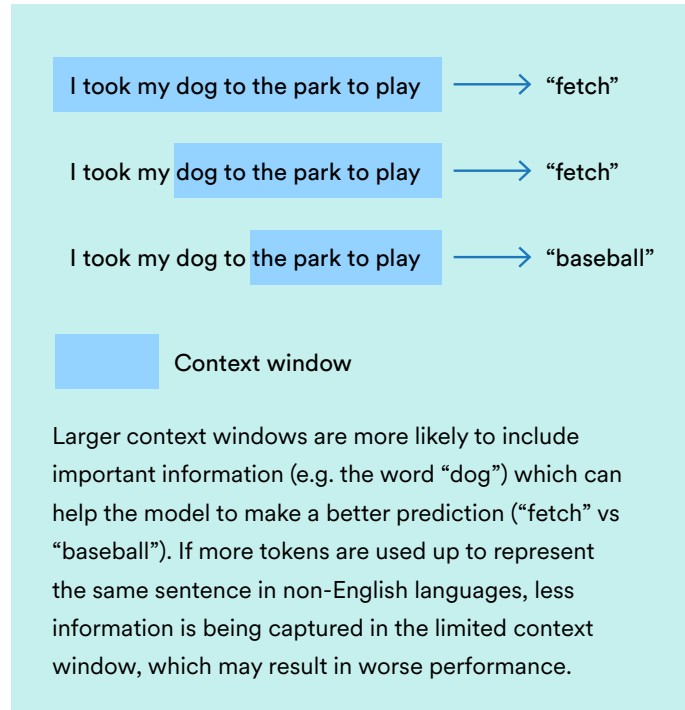 I took my dog to the park to play → “fetch”
I took my dog to the park to play → “fetch”
I took my dog to the park to play → “baseball”
Context window
Larger context windows are more likely to include
important information (e.g. the word “dog”) which can
help the model to make a better prediction (“fetch” vs
“baseball”). If more tokens are used up to represent
the same sentence in non-English languages, less
information is being captured in the limited context
window, which may result in worse performance.